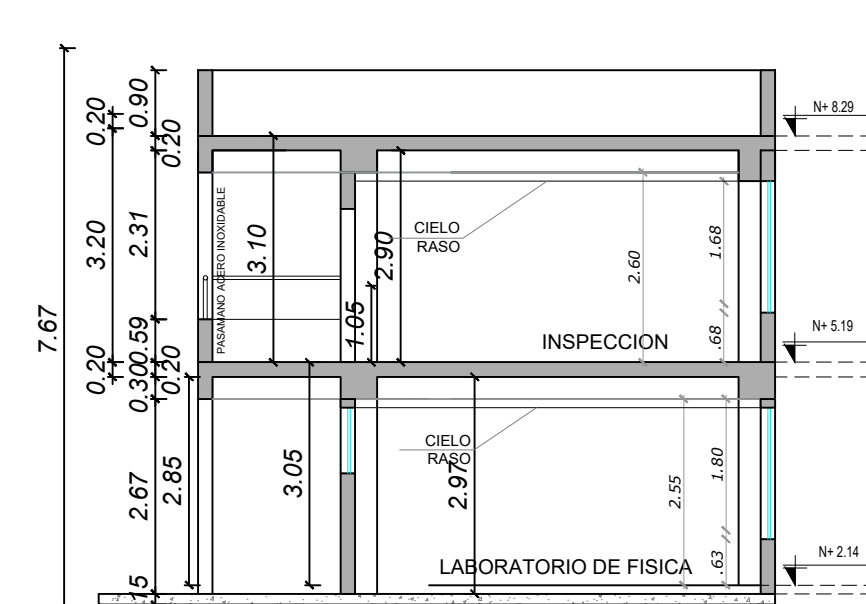 7.67
0.20
3.20
0.20
0.90
0.20
2.31
0.59
0.20
0.30
2.67
2.85
3.05
3.10
PASAMANO ACERO INOXIDABLE
1.05
2.90
CIELO
RASO
2.60
1.68
.68
INSPECCION
N+ 8.29
N+ 5.19
CIELO
RASO
2.97
2.55
1.80
.63
LABORATORIO DE FISICA
N+ 2.14